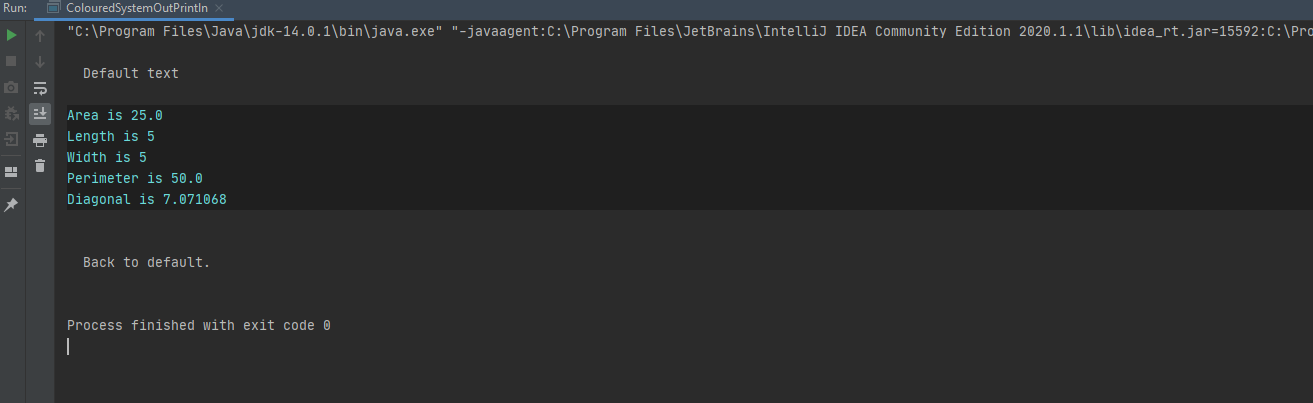 Run: ColouredSystemOutPrintln
"C:\Program Files\Java\jdk-14.0.1\bin\java.exe" "-javaagent:C:\Program Files\JetBrains\IntelliJ IDEA Community Edition 2020.1.1\lib\idea_rt.jar=15592:C:\Pro
Default text
Area is 25.0
Length is 5
Width is 5
Perimeter is 50.0
Diagonal is 7.071068
Back to default.
Process finished with exit code 0